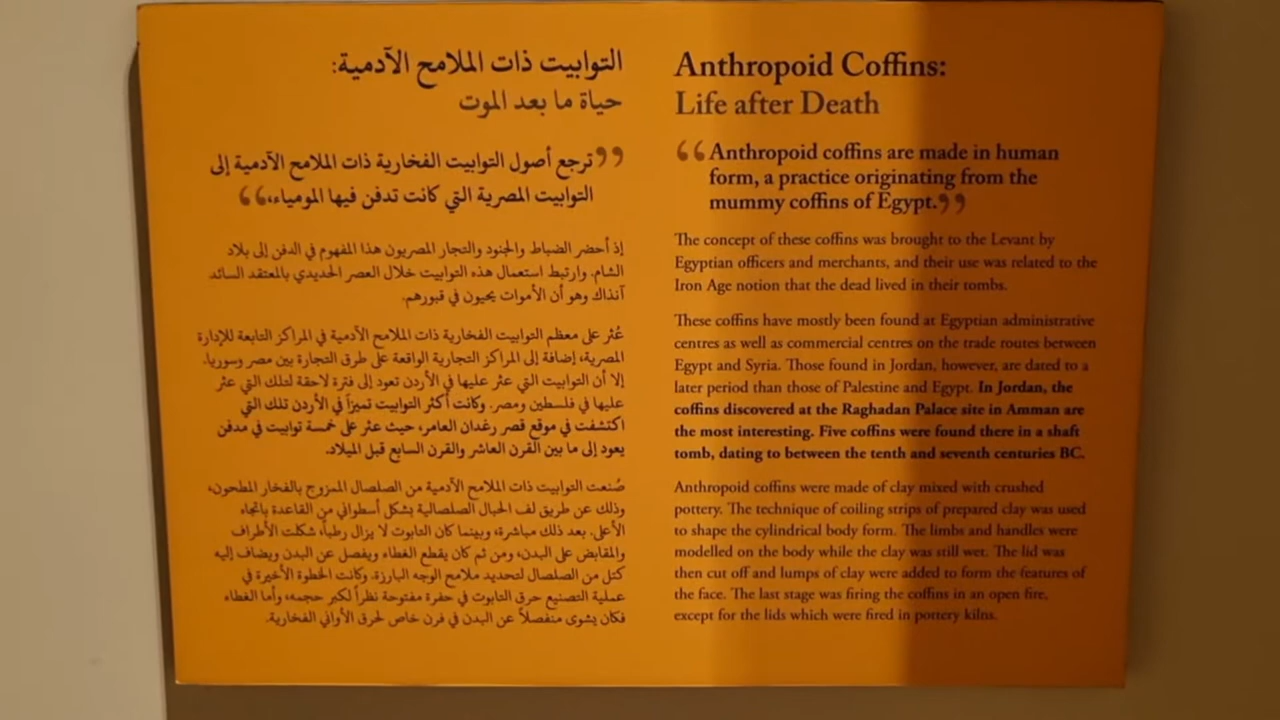 التوابيت ذات الملامح الآدمية:
حياة ما بعد الموت
”ترجع أصول التوابيت الفخارية ذات الملامح الآدمية إلى
التوابيت المصرية التي كانت تدفن فيها المومياء،“
إذ أحضر الضباط والجنود والتجار المصريون هذا المفهوم في الدفن إلى بلاد
الشام. وارتبط استعمال هذه التوابيت خلال العصر الحديدي بالمعتقد السائد
آنذاك وهو أن الأموات يحيون في قبورهم.
عُثر على معظم التوابيت الفخارية ذات الملامح الآدمية في المراكز التابعة للإدارة
المصرية، إضافة إلى المراكز التجارية الواقعة على طرق التجارة بين مصر وسوريا.
إلا أن التوابيت التي عثر عليها في الأردن تعود إلى فترة لاحقة لتلك التي عثر
عليها في فلسطين ومصر. وكانت أكثر التوابيت تميزاً في الأردن تلك التي
اكتشفت في موقع قصر رغدان العامر، حيث عثر على خمسة توابيت في مدفن
يعود إلى ما بين القرن العاشر والقرن السابع قبل الميلاد.
صُنعت التوابيت ذات الملامح الآدمية من الصلصال الممزوج بالفخار المطحون،
وذلك عن طريق لف الحبال الصلصالية بشكل أسطواني من القاعدة باتجاه
الأعلى. بعد ذلك مباشرة، وبينما كان التابوت لا يزال رطباً، شكلت الأطراف
والمقابض على البدن، ومن ثم كان يقطع الغطاء ويفصل عن البدن ويضاف إليه
كتل من الصلصال لتحديد ملامح الوجه البارزة. وكانت الخطوة الأخيرة في
عملية التصنيع حرق التابوت في حفرة مفتوحة نظراً لكبر حجمه، وأما الغطاء
فكان يشوى منفصلاً عن البدن في فرن خاص لحرق الأواني الفخارية.
Anthropoid Coffins:
Life after Death
“Anthropoid coffins are made in human
form, a practice originating from the
mummy coffins of Egypt.”
The concept of these coffins was brought to the Levant by
Egyptian officers and merchants, and their use was related to the
Iron Age notion that the dead lived in their tombs.
These coffins have mostly been found at Egyptian administrative
centres as well as commercial centres on the trade routes between
Egypt and Syria. Those found in Jordan, however, are dated to a
later period than those of Palestine and Egypt. In Jordan, the
coffins discovered at the Raghadan Palace site in Amman are
the most interesting. Five coffins were found there in a shaft
tomb, dating to between the tenth and seventh centuries BC.
Anthropoid coffins were made of clay mixed with crushed
pottery. The technique of coiling strips of prepared clay was used
to shape the cylindrical body form. The limbs and handles were
modelled on the body while the clay was still wet. The lid was
then cut off and lumps of clay were added to form the features of
the face. The last stage was firing the coffins in an open fire,
except for the lids which were fired in pottery kilns.